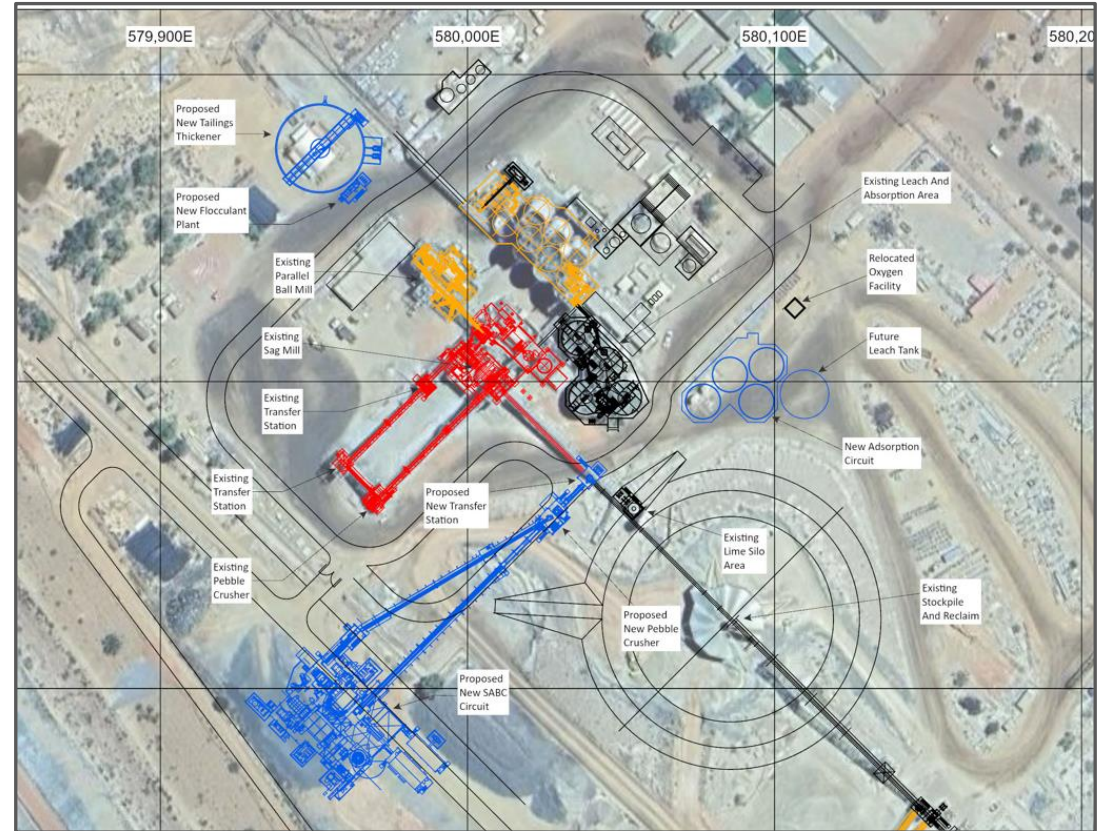 579,900E
580,000E
580,100E
580,20
Proposed
New Tailings
Thickener
Proposed
New Flocculant
Plant
Existing
Parallel
Ball Mill
Existing
Sag Mill
Existing
Transfer
Station
Existing
Transfer
Station
Existing
Pebble
Crusher
Proposed
New Transfer
Station
Proposed
New SABC
Circuit
Proposed
New Pebble
Crusher
Existing
Lime Silo
Area
Existing
Stockpile
And Reclaim
New Adsorption
Circuit
Future
Leach Tank
Relocated
Oxygen
Facility
Existing Leach And
Absorption Area